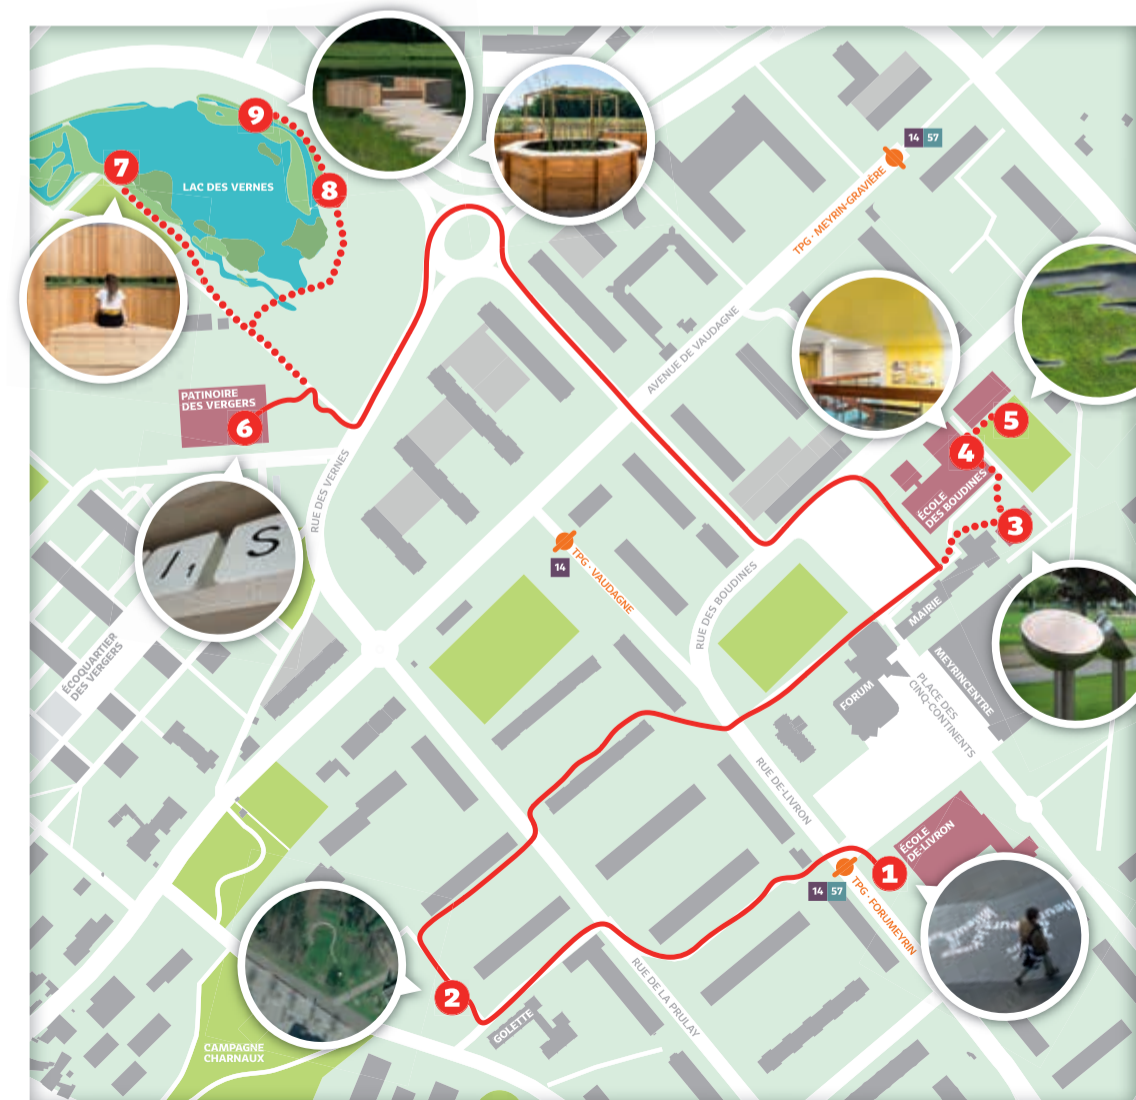 9
7
LAC DES VERNES
8
14 57
TPG · MEYRIN-GRAVIÈRE
AVENUE DE VAUDAGNE
PATINOIRE
DES VERGERS
6
5
4
ÉCOLE
DES BOUDINES
3
RUE DES VERNES
S
I1
14
TPG · VAUDAGNE
RUE DES BOUDINES
MAIRIE
MEYRINCENTRE
PLACE DES
CINQ-CONTINENTS
FORUM
ÉCOQUARTIER
DES VERGERS
RUE DE-LIVRON
ÉCOLE
DE-LIVRON
1
14 57
TPG · FORUMEYRIN
2
GOLETTE
RUE DE LA PRULAY
CAMPAGNE
CHARNAUX